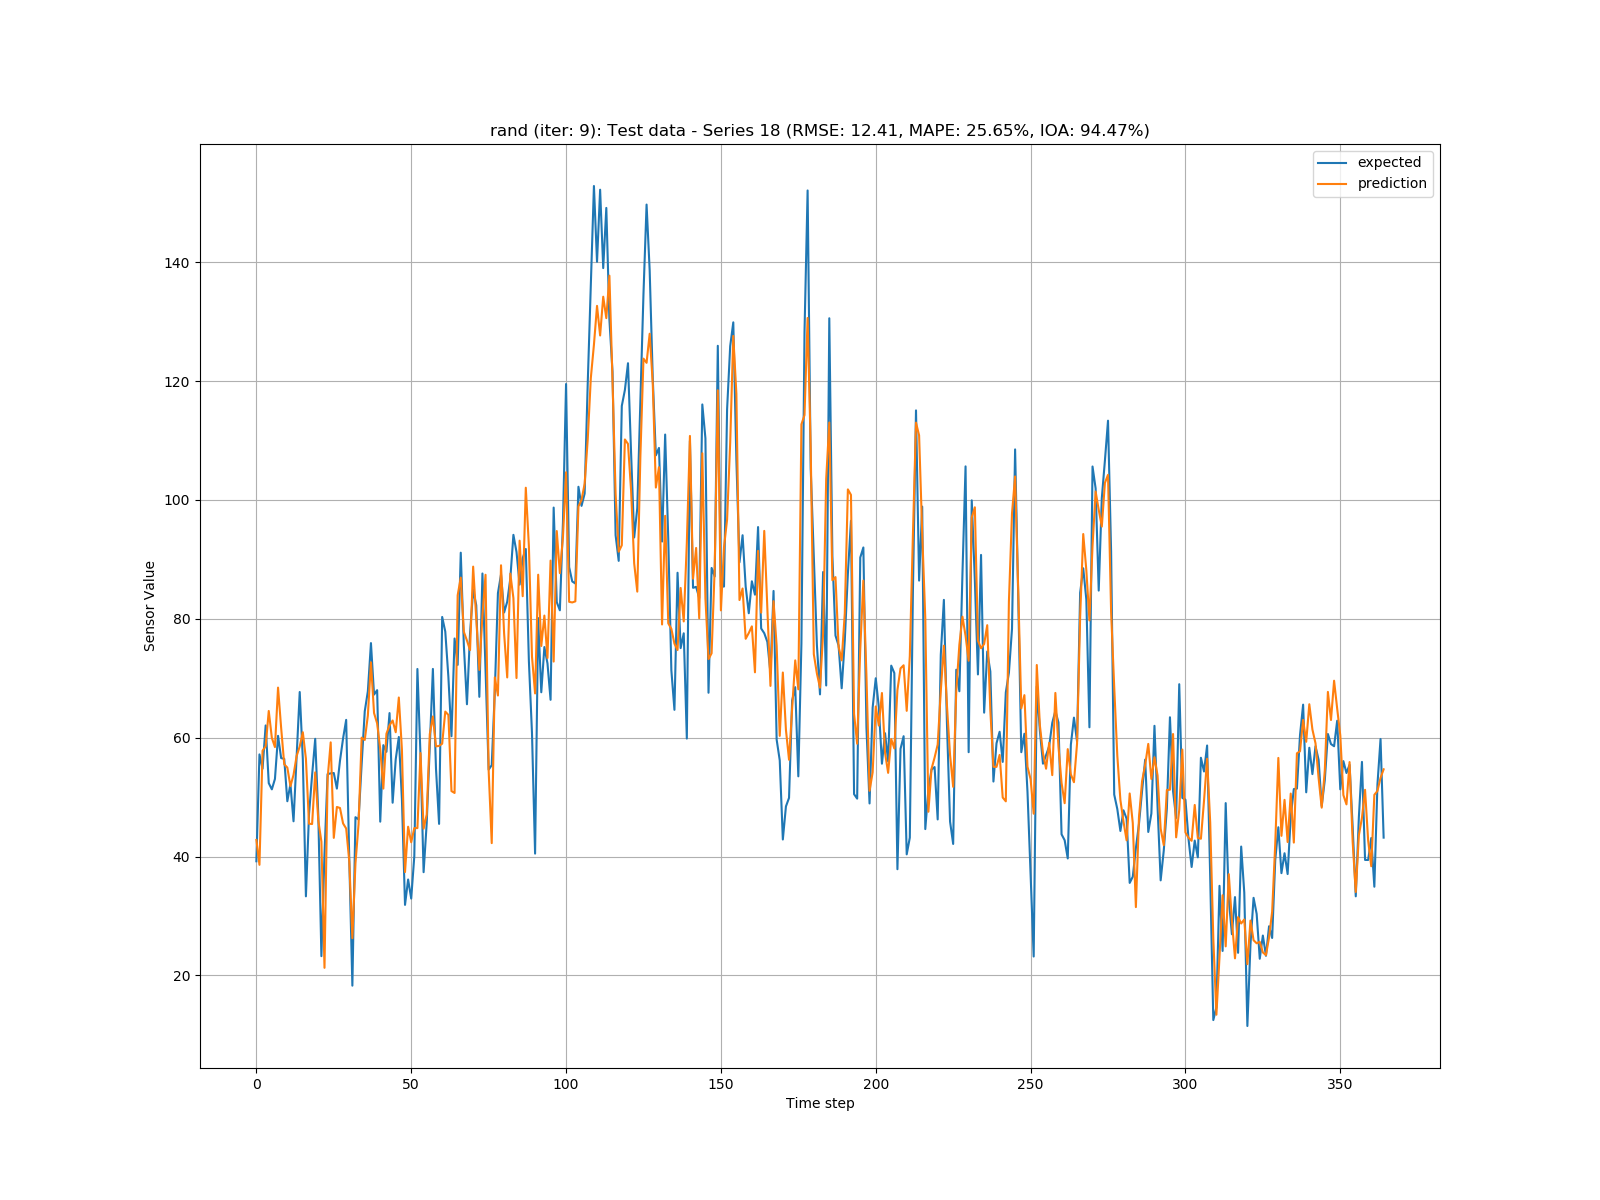 rand (iter: 9): Test data - Series 18 (RMSE: 12.41, MAPE: 25.65%, IOA: 94.47%)
expected
prediction
140
120
100
80
60
40
20
Sensor Value
0 50 100 150 200 250 300 350
Time step